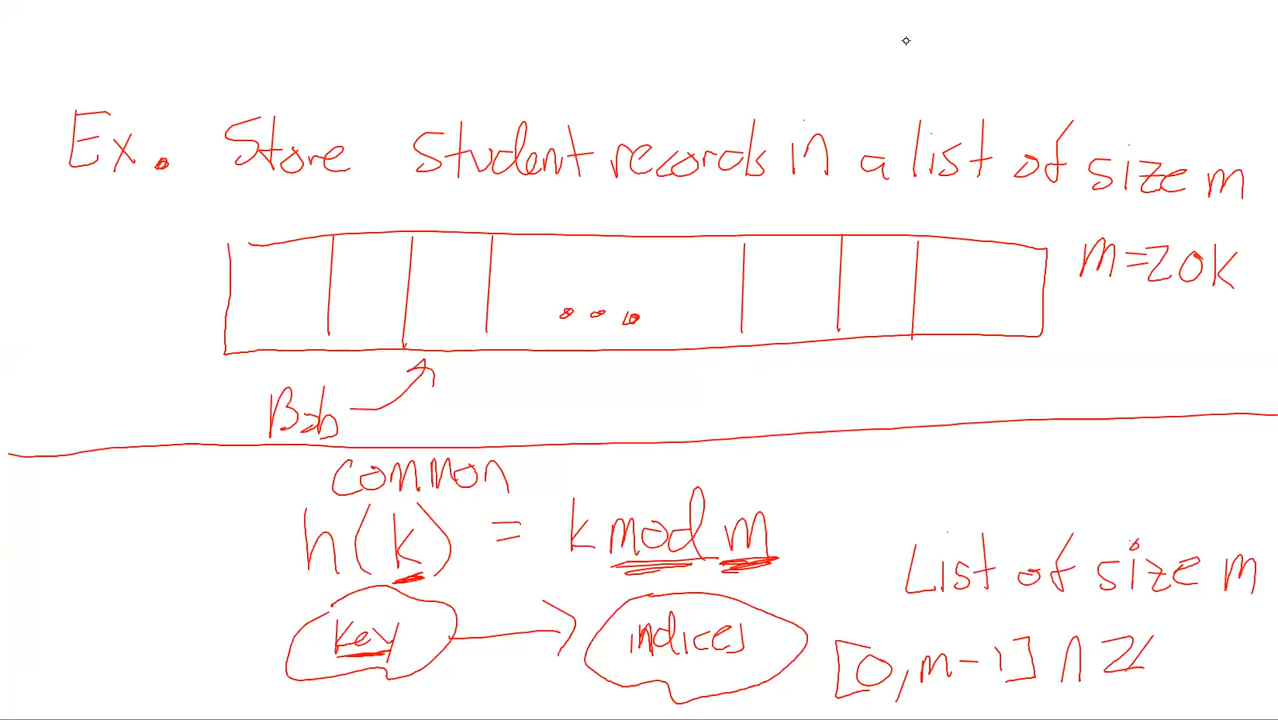 Ex. Store student records in a list of size m
m=20k
...
Bob
common
h(k) = k mod m
key → indices
List of size m
[0, m-1] ∩ ℤ